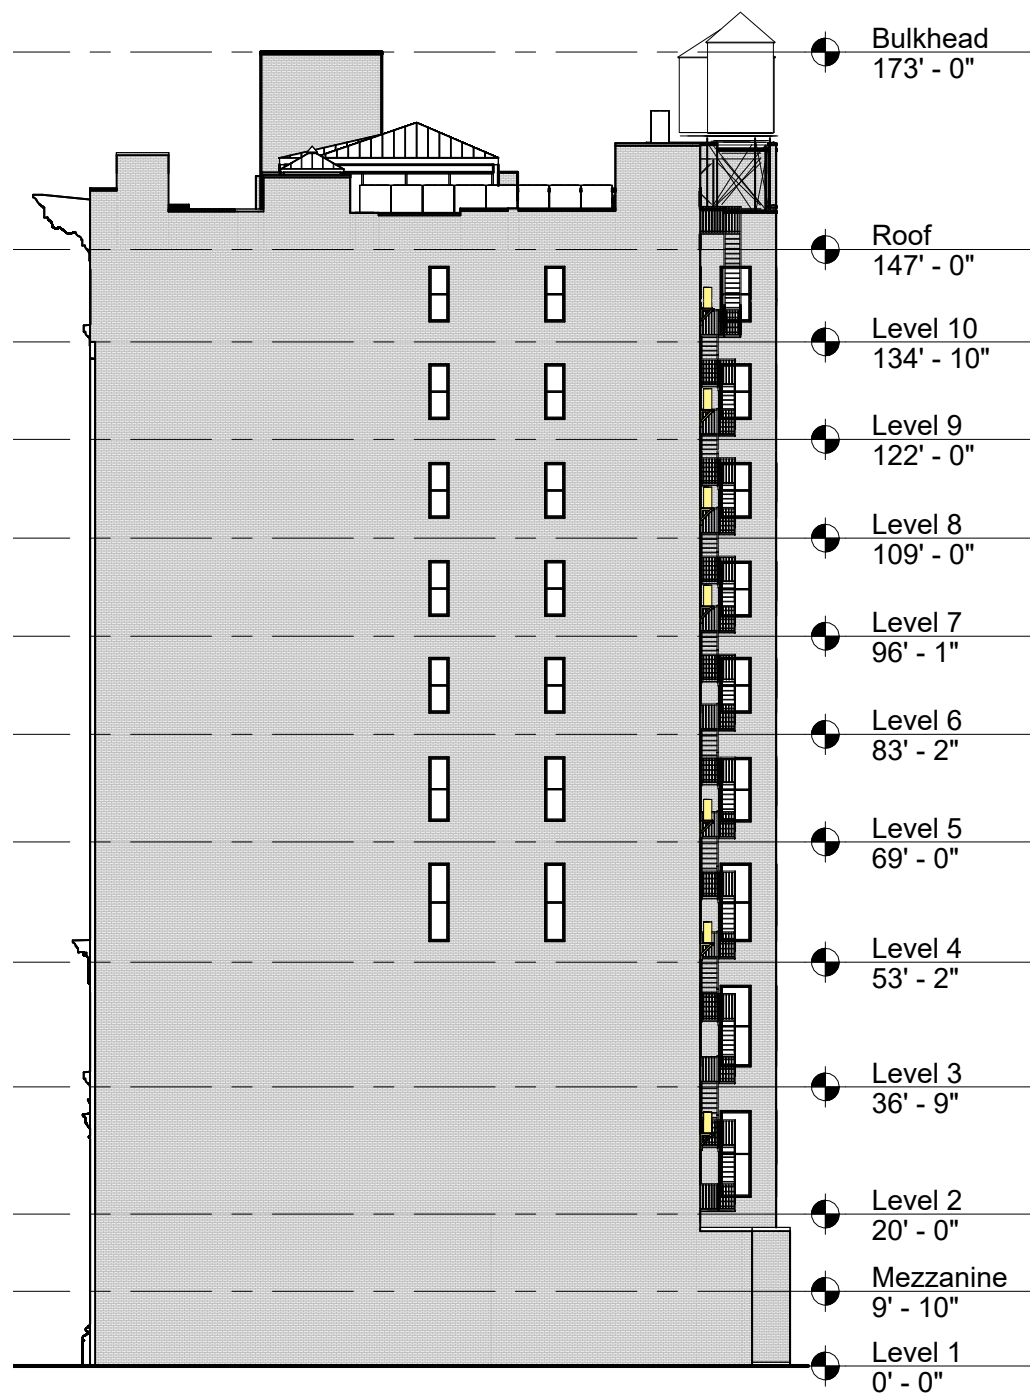 Bulkhead
173' - 0"
Roof
147' - 0"
Level 10
134' - 10"
Level 9
122' - 0"
Level 8
109' - 0"
Level 7
96' - 1"
Level 6
83' - 2"
Level 5
69' - 0"
Level 4
53' - 2"
Level 3
36' - 9"
Level 2
20' - 0"
Mezzanine
9' - 10"
Level 1
0' - 0"